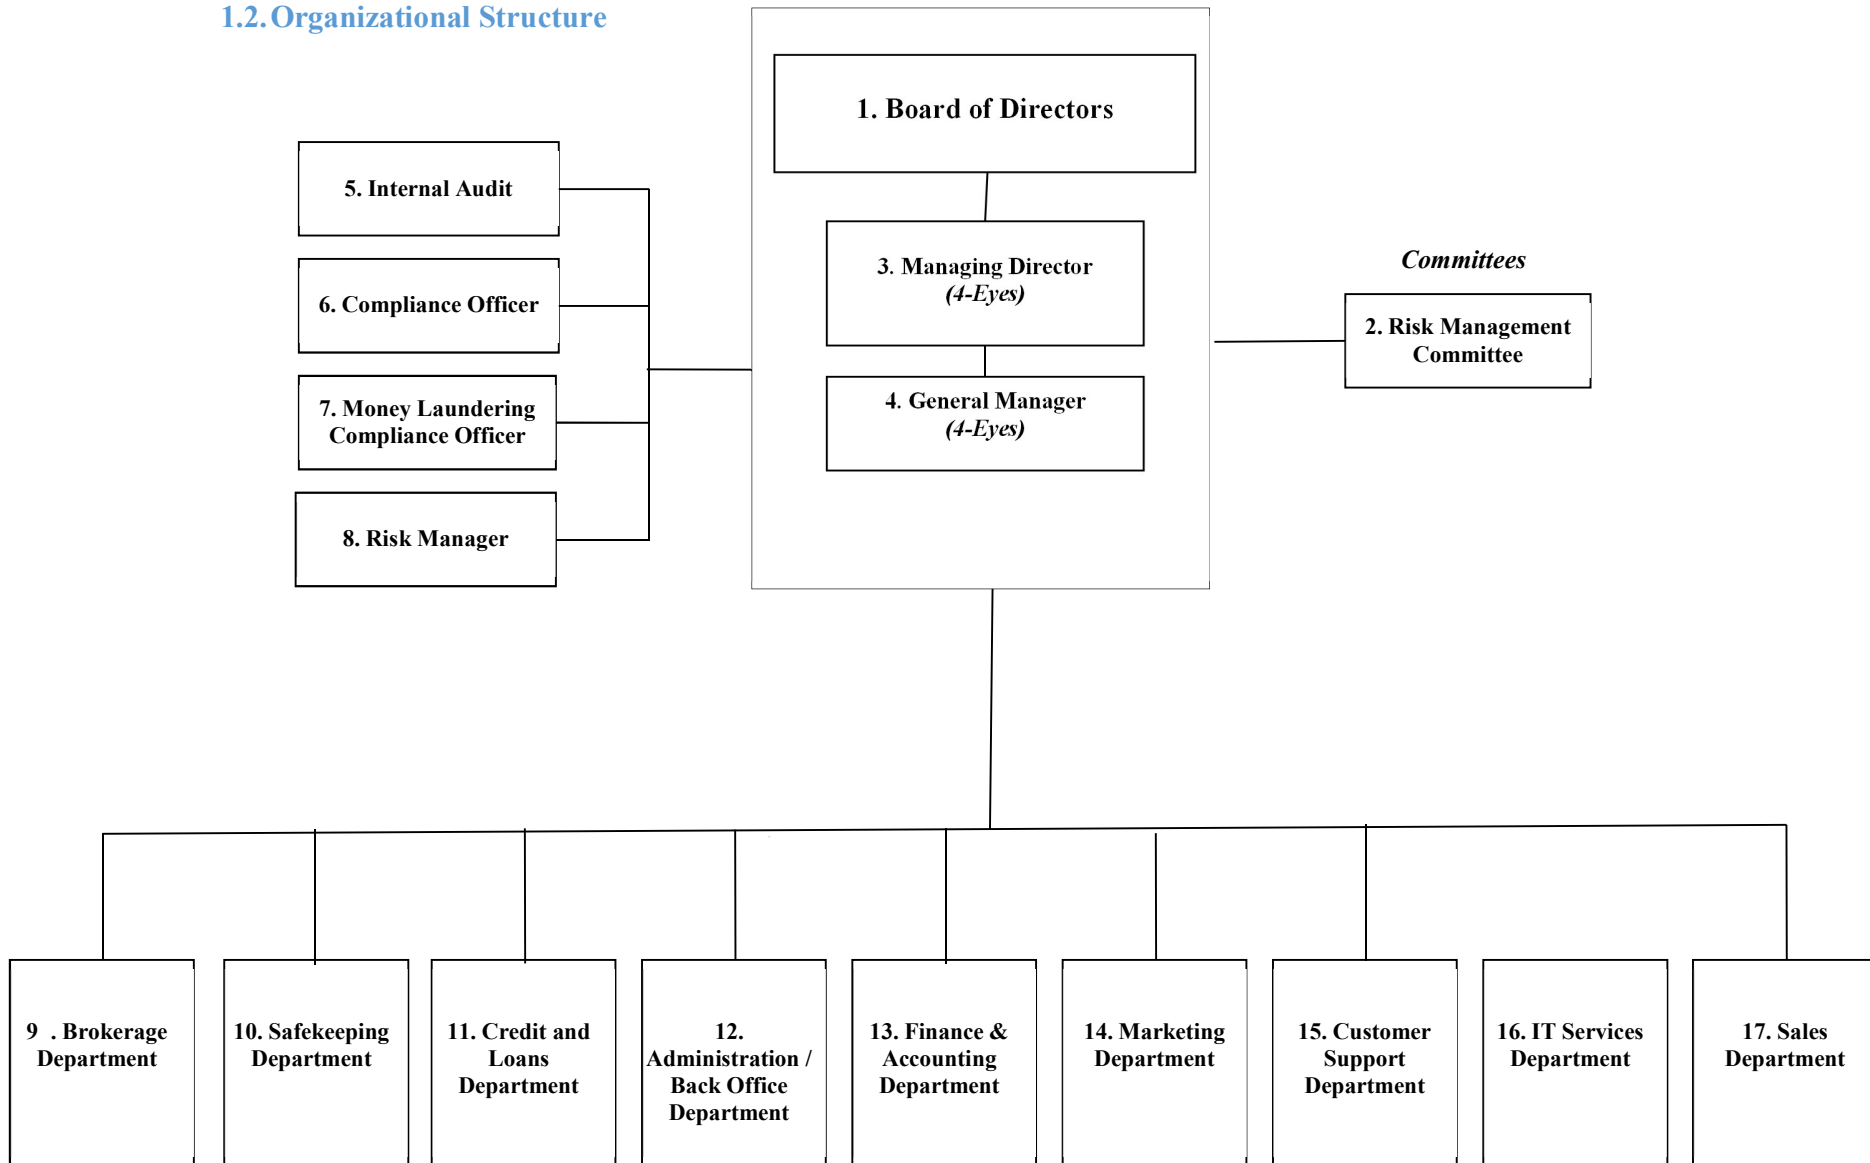 1.2. Organizational Structure
1. Board of Directors
5. Internal Audit
3. Managing Director
(4-Eyes)
Committees
6. Compliance Officer
2. Risk Management
Committee
7. Money Laundering
Compliance Officer
4. General Manager
(4-Eyes)
8. Risk Manager
9 . Brokerage
Department
10. Safekeeping
Department
11. Credit and
Loans
Department
12.
Administration /
Back Office
Department
13. Finance &
Accounting
Department
14. Marketing
Department
15. Customer
Support
Department
16. IT Services
Department
17. Sales
Department